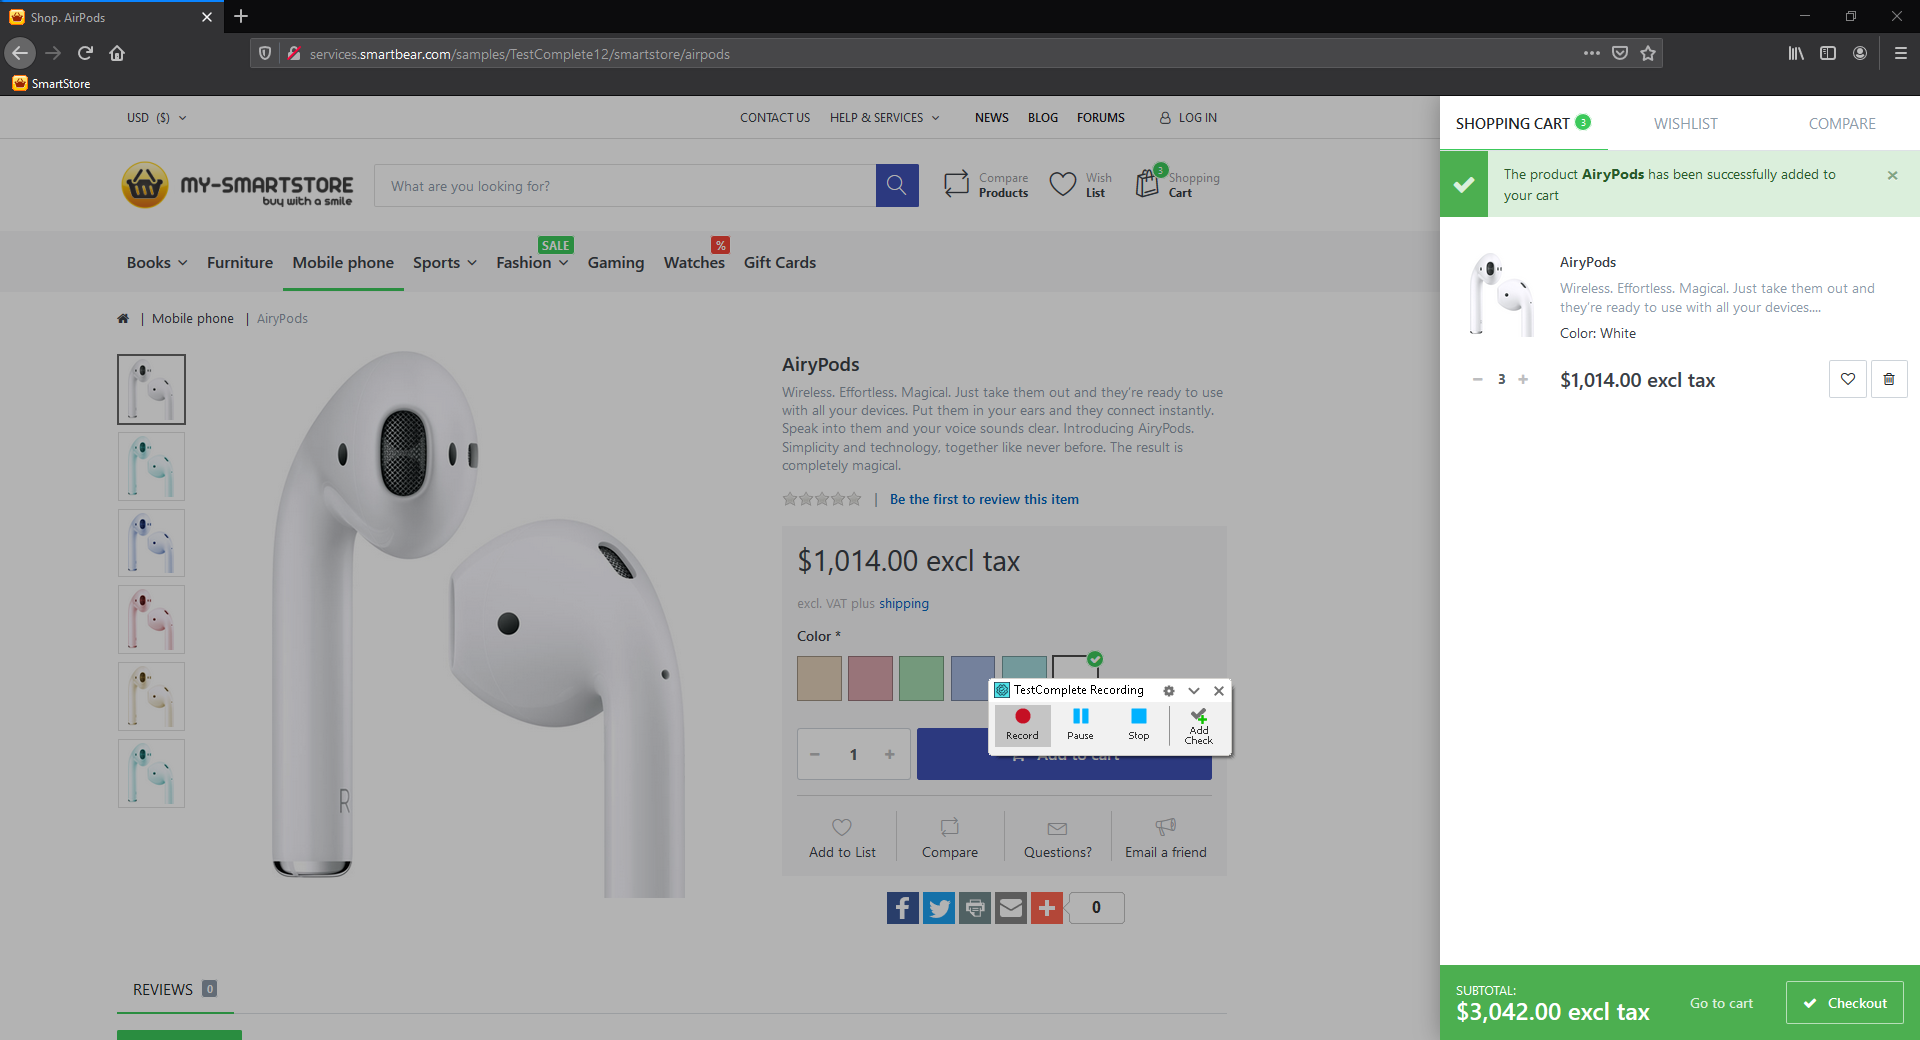 Shop. AirPods
services.smartbear.com/samples/TestComplete12/smartstore/airpods
SmartStore
USD ($)
CONTACT US
HELP & SERVICES
NEWS
BLOG
FORUMS
LOG IN
MY-SMARTSTORE
buy with a smile
What are you looking for?
Compare
Products
Wish
List
3
Shopping
Cart
SALE
%
Books
Furniture
Mobile phone
Sports
Fashion
Gaming
Watches
Gift Cards
| Mobile phone | AiryPods
R
AiryPods
Wireless. Effortless. Magical. Just take them out and they're ready to use
with all your devices. Put them in your ears and they connect instantly.
Speak into them and your voice sounds clear. Introducing AiryPods.
Simplicity and technology, together like never before. The result is
completely magical.
| Be the first to review this item
$1,014.00 excl tax
excl. VAT plus shipping
Color *
TestComplete Recording
Record
Pause
Stop
Add
Check
1
Add to cart
Add to List
Compare
Questions?
Email a friend
0
REVIEWS 0
SHOPPING CART 3
WISHLIST
COMPARE
The product AiryPods has been successfully added to
your cart
AiryPods
Wireless. Effortless. Magical. Just take them out and
they're ready to use with all your devices....
Color: White
3
$1,014.00 excl tax
SUBTOTAL:
$3,042.00 excl tax
Go to cart
Checkout